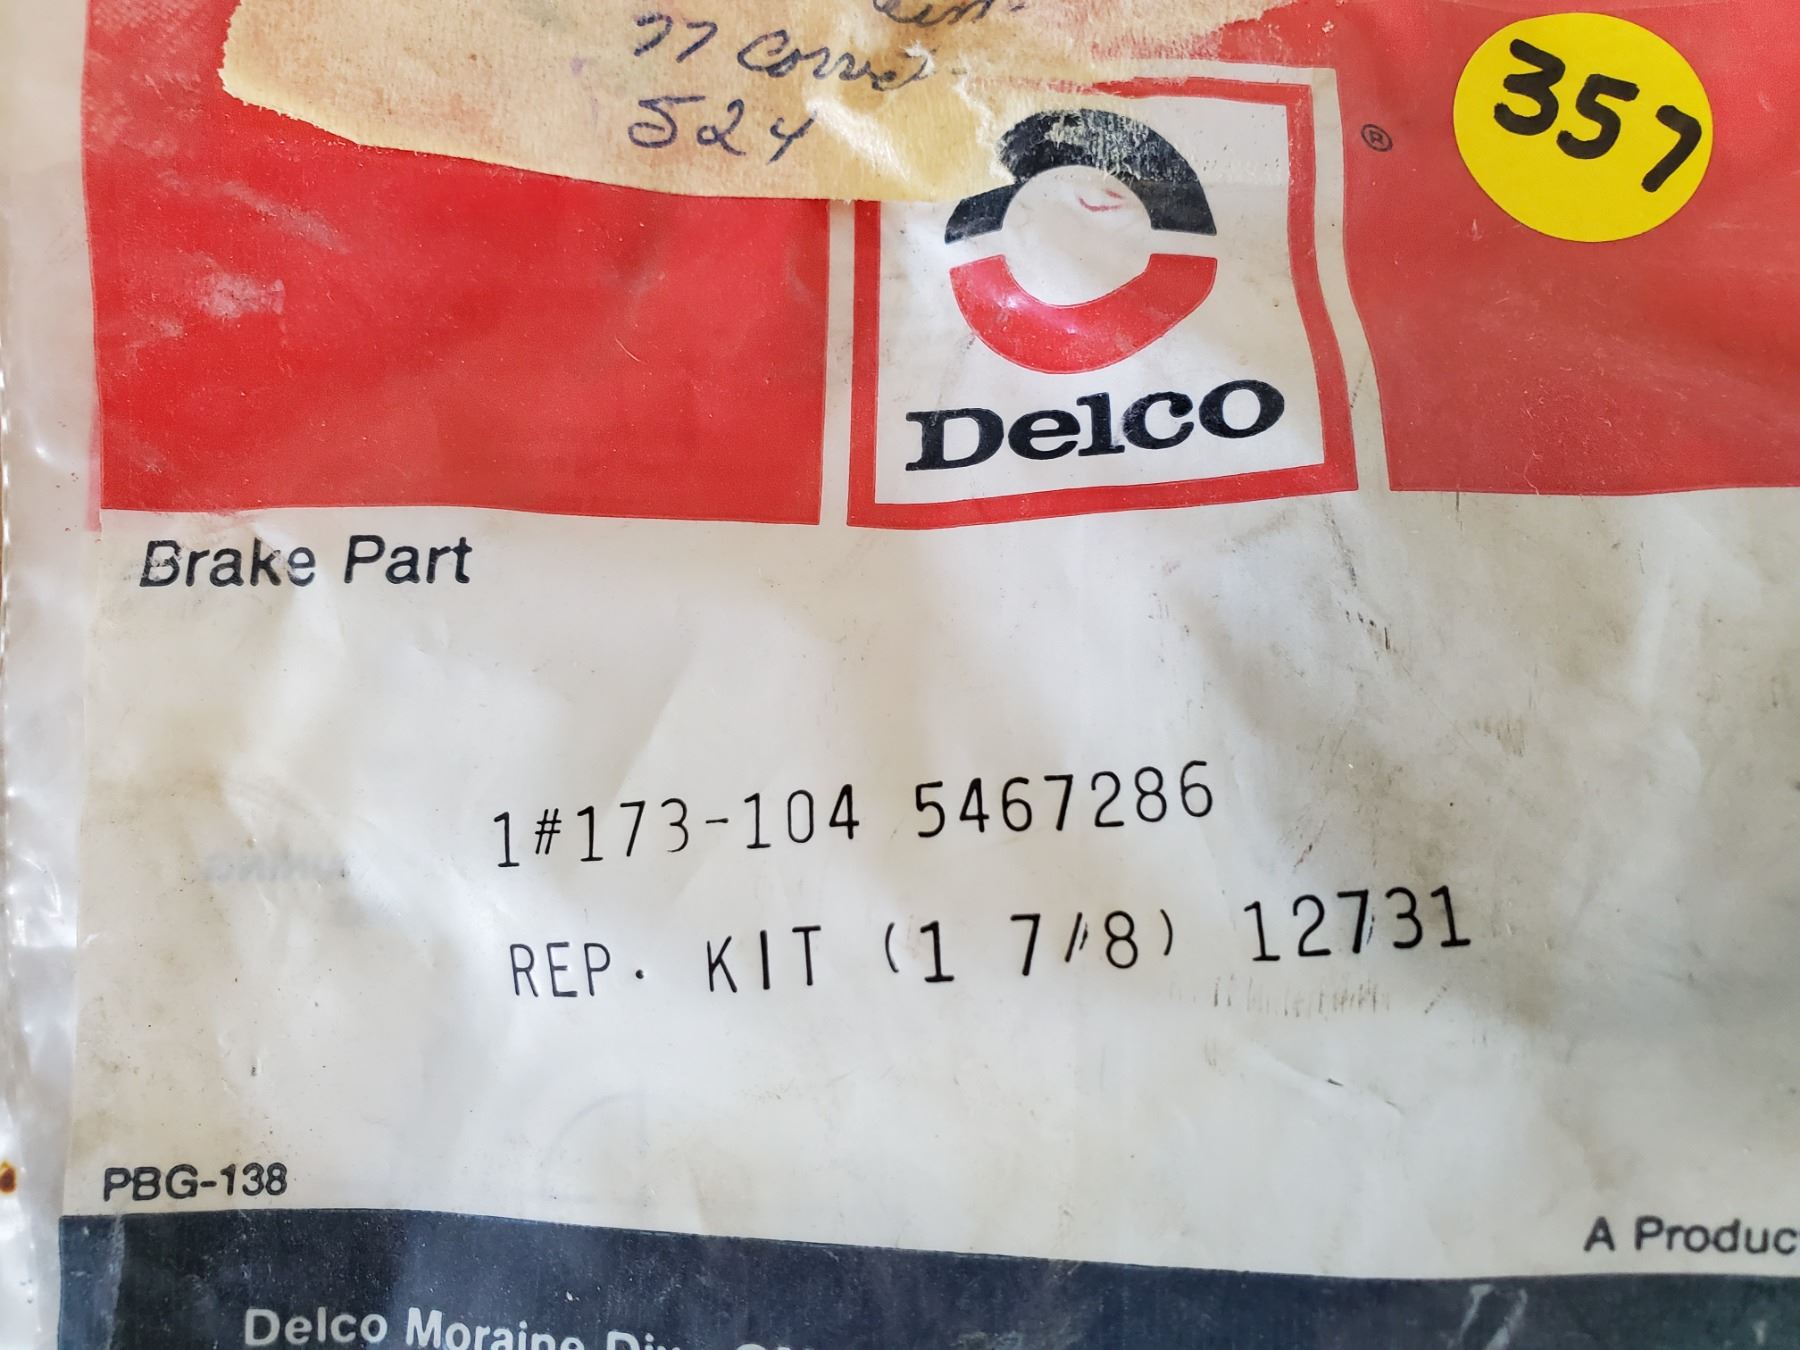 77
524
357
®
Delco
Brake Part
1#173-104 5467286
REP. KIT (1 7/8) 12731
PBG-138
A Produc
Delco Moraine Div.